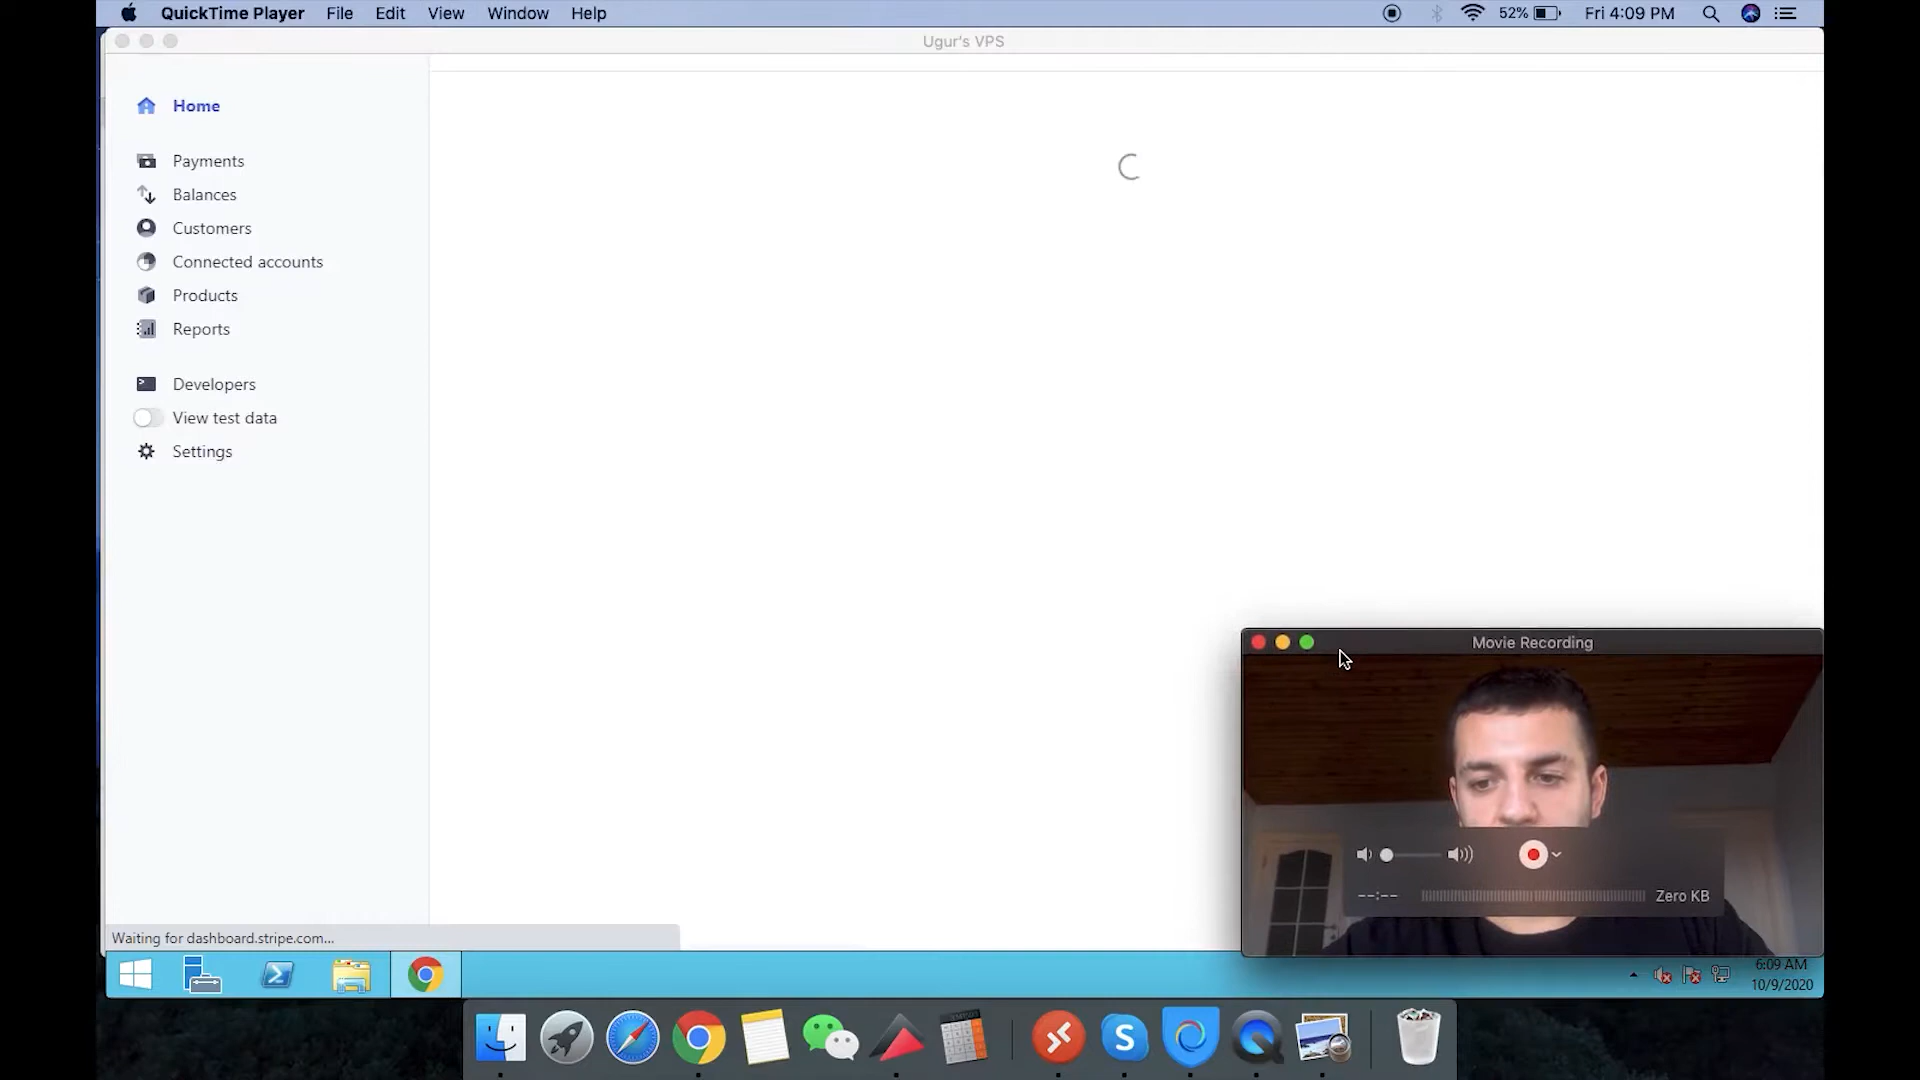 QuickTime Player File Edit View Window Help 52% Fri 4:09 PM
Ugur's VPS
Home
Payments
Balances
Customers
Connected accounts
Products
Reports
Developers
View test data
Settings
Movie Recording
--:-- Zero KB
Waiting for dashboard.stripe.com...
6:09 AM
10/9/2020
S